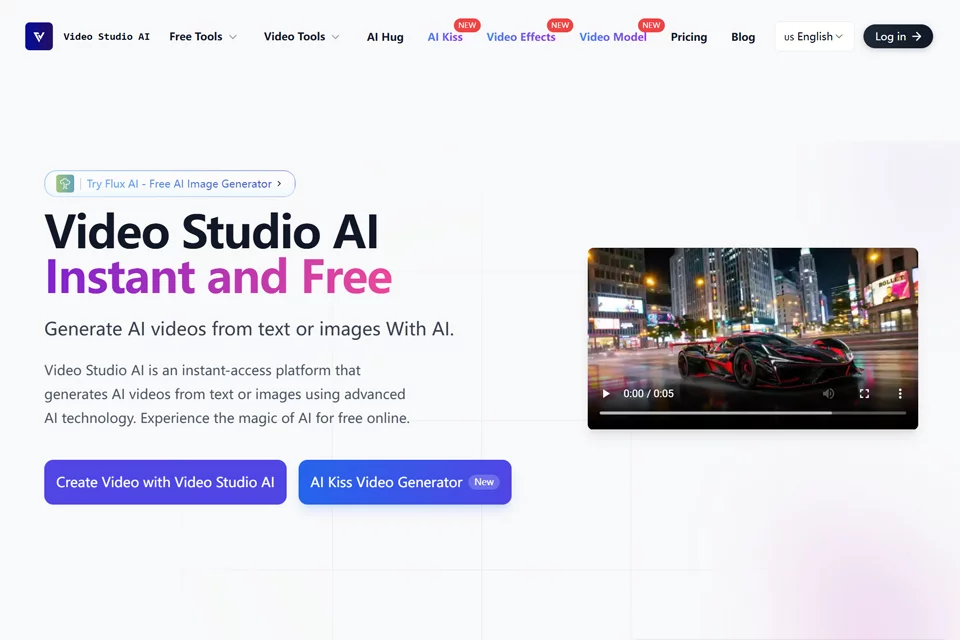 Video Studio AI
Free Tools
Video Tools
AI Hug
AI Kiss
NEW
Video Effects
NEW
Video Model
NEW
Pricing
Blog
us English
Log in →
Try Flux AI - Free AI Image Generator
Video Studio AI
Instant and Free
Generate AI videos from text or images With AI.
Video Studio AI is an instant-access platform that
generates AI videos from text or images using advanced
AI technology. Experience the magic of AI for free online.
Create Video with Video Studio AI
AI Kiss Video Generator New
0:00 / 0:05